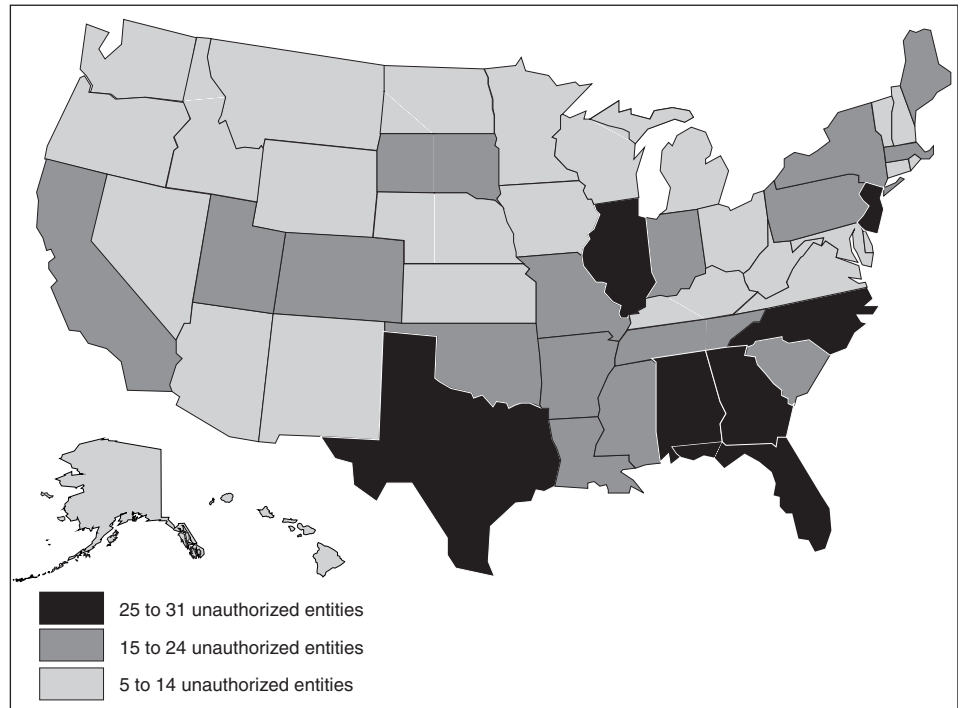 25 to 31 unauthorized entities
15 to 24 unauthorized entities
5 to 14 unauthorized entities